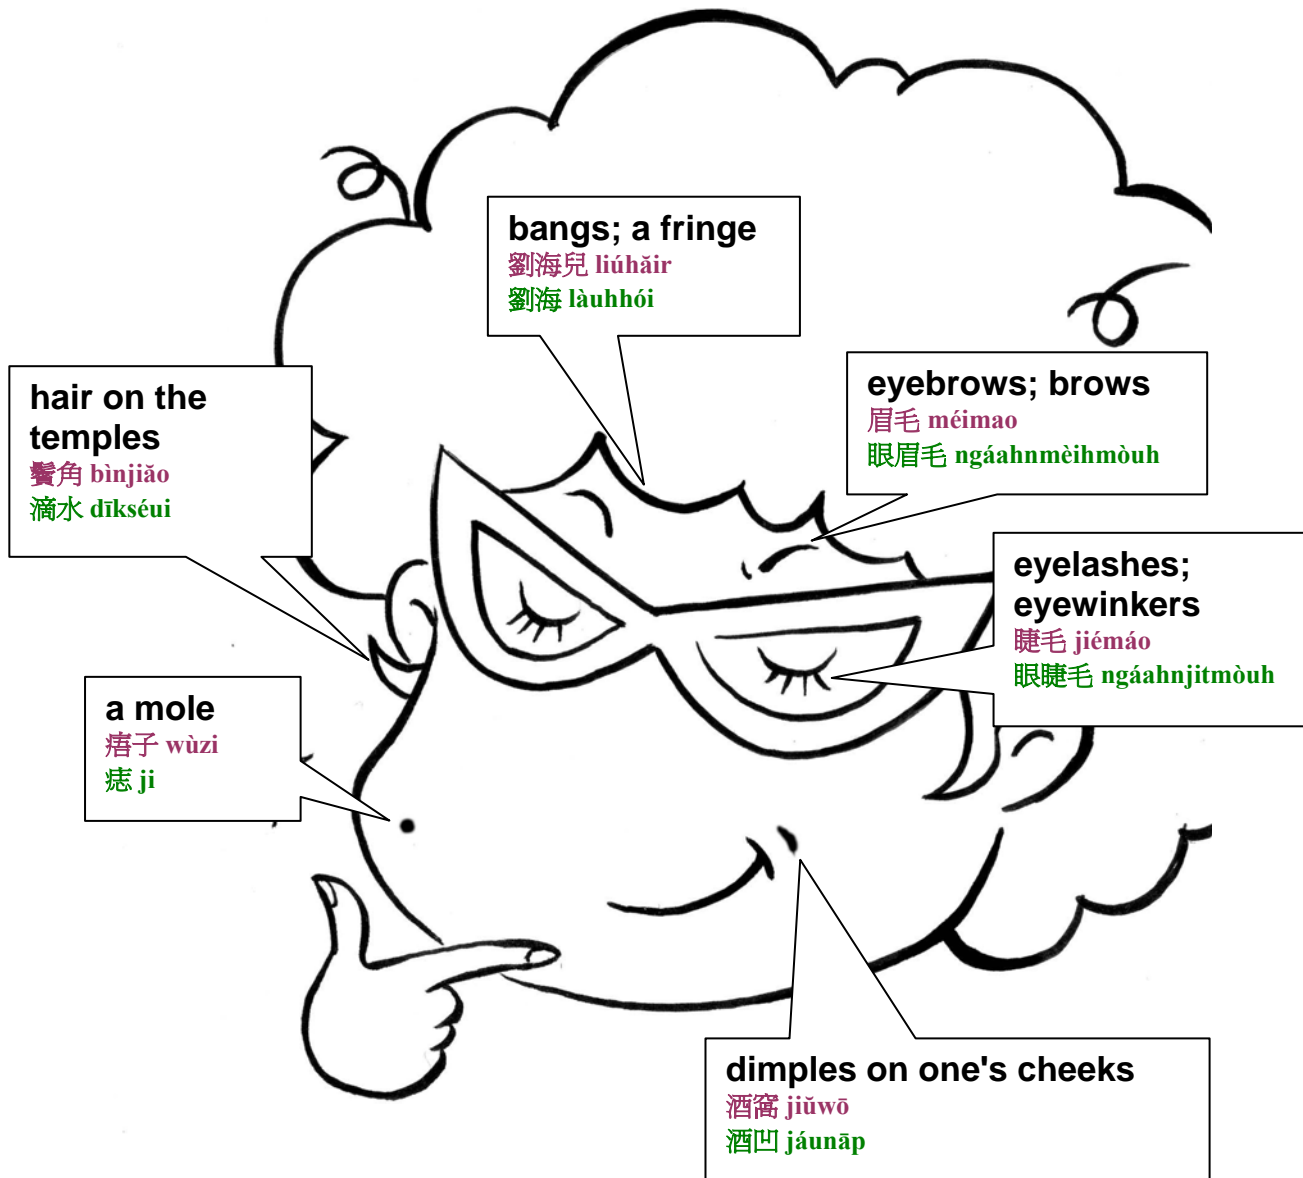 bangs; a fringe
劉海兒 liúhăir
劉海 làuhhói
hair on the
temples
鬢角 bìnjiăo
滴水 dīkséui
eyebrows; brows
眉毛 méimao
眼眉毛 ngáahnmèihmòuh
eyelashes;
eyewinkers
睫毛 jiémáo
眼睫毛 ngáahnjitmòuh
a mole
痦子 wùzi
痣 ji
dimples on one's cheeks
酒窩 jiŭwō
酒凹 jáunāp